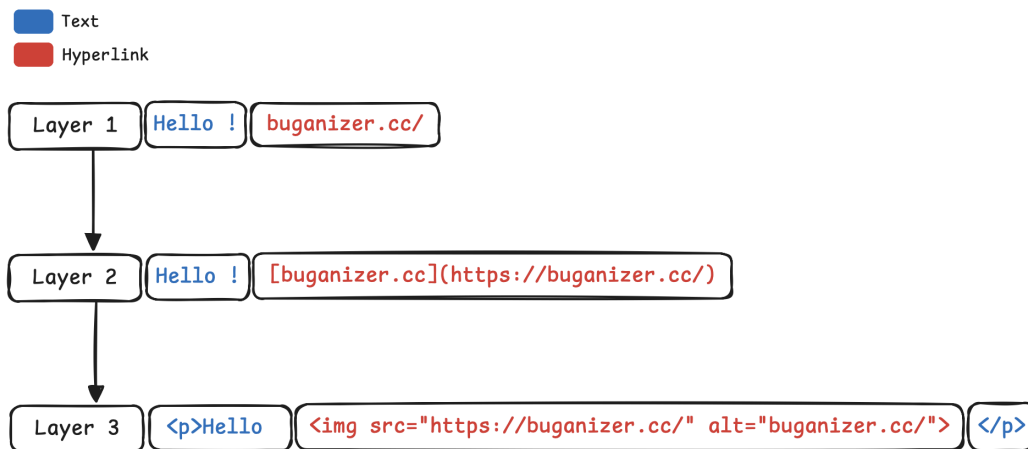 Text
Hyperlink
Layer 1 Hello ! buganizer.cc/
Layer 2 Hello ! [buganizer.cc](https://buganizer.cc/)
Layer 3 <p>Hello <img src="https://buganizer.cc/" alt="buganizer.cc/"> </p>